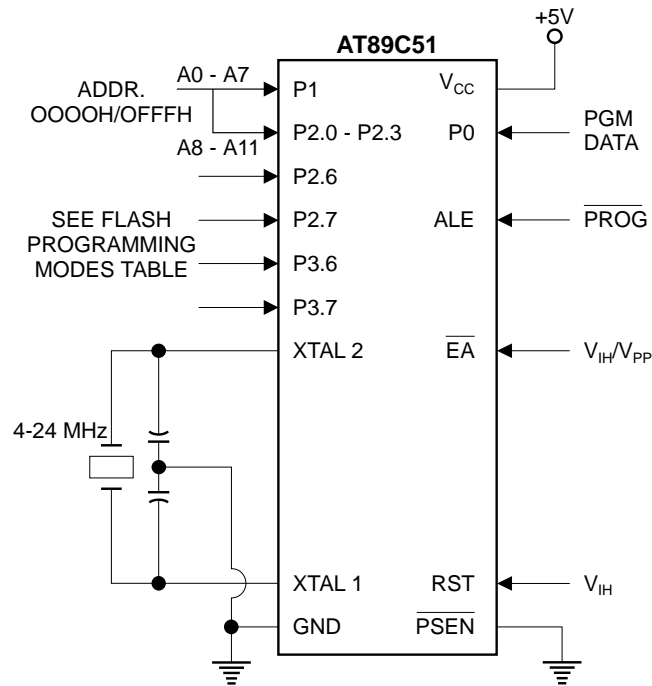 +5V
AT89C51
A0 - A7
ADDR.
OOOOH/OFFFH
A8 - A11
SEE FLASH
PROGRAMMING
MODES TABLE
4-24 MHz
P1
P2.0 - P2.3
P2.6
P2.7
P3.6
P3.7
XTAL 2
XTAL 1
GND
VCC
P0
ALE
EA
RST
PSEN
PGM
DATA
PROG
VIH/VPP
VIH